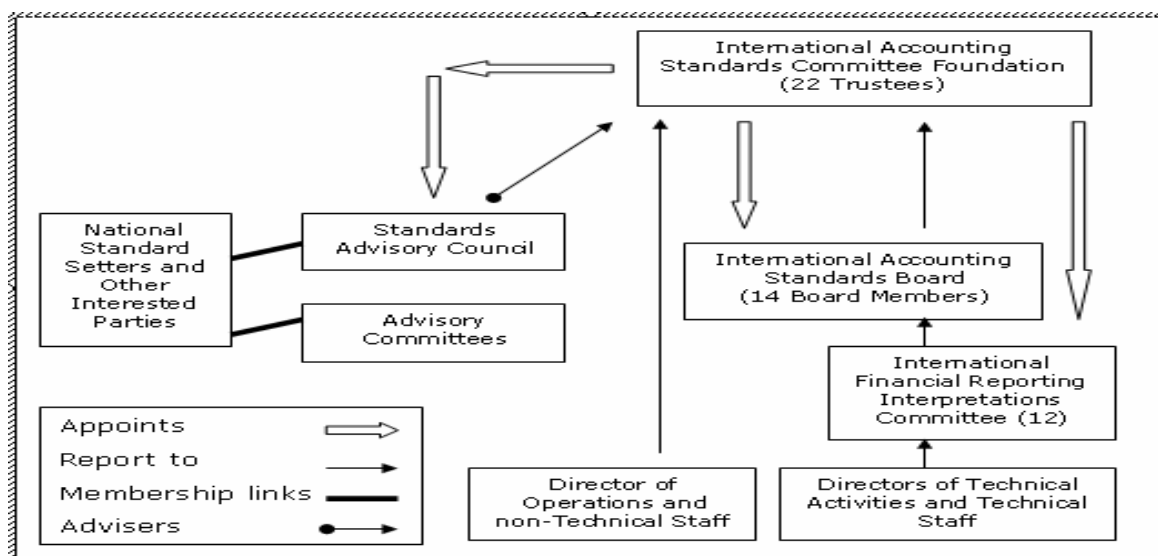 International Accounting
Standards Committee Foundation
(22 Trustees)
National
Standard
Setters and
Other
Interested
Parties
Standards
Advisory Council
Advisory
Committees
International Accounting
Standards Board
(14 Board Members)
International
Financial Reporting
Interpretations
Committee (12)
Appoints
Report to
Membership links
Advisers
Director of
Operations and
non-Technical Staff
Directors of Technical
Activities and Technical
Staff